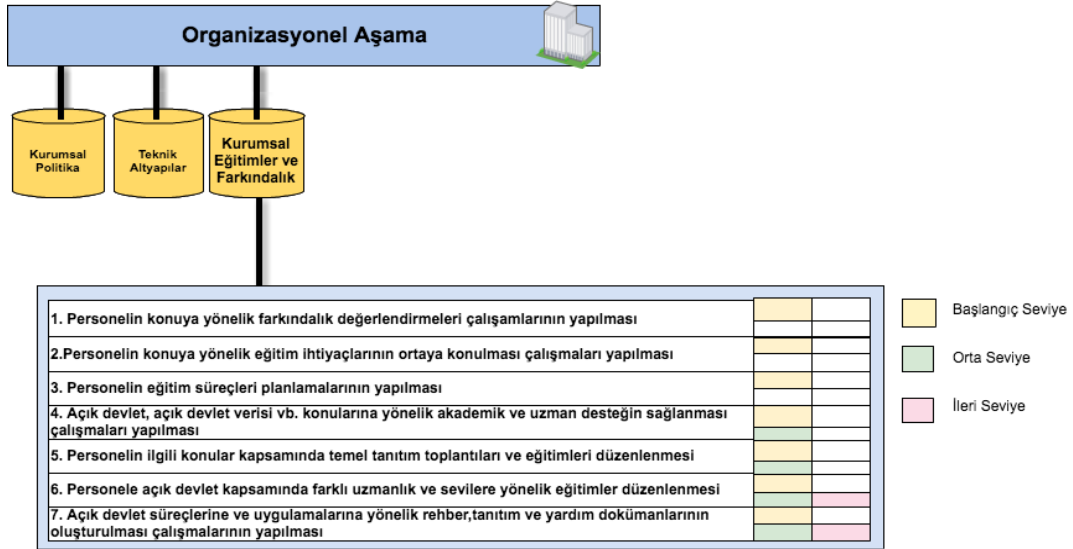 Organizasyonel Aşama
Kurumsal
Politika
Teknik
Altyapılar
Kurumsal
Eğitimler ve
Farkındalık
1. Personelin konuya yönelik farkındalık değerlendirmeleri çalışamlarının yapılması
2.Personelin konuya yönelik eğitim ihtiyaçlarının ortaya konulması çalışmaları yapılması
3. Personelin eğitim süreçleri planlamalarının yapılması
4. Açık devlet, açık devlet verisi vb. konularına yönelik akademik ve uzman desteğin sağlanması
çalışmaları yapılması
5. Personelin ilgili konular kapsamında temel tanıtım toplantıları ve eğitimleri düzenlenmesi
6. Personele açık devlet kapsamında farklı uzmanlık ve sevilere yönelik eğitimler düzenlenmesi
7. Açık devlet süreçlerine ve uygulamalarına yönelik rehber,tanıtım ve yardım dokümanlarının
oluşturulması çalışmalarının yapılması
Başlangıç Seviye
Orta Seviye
İleri Seviye